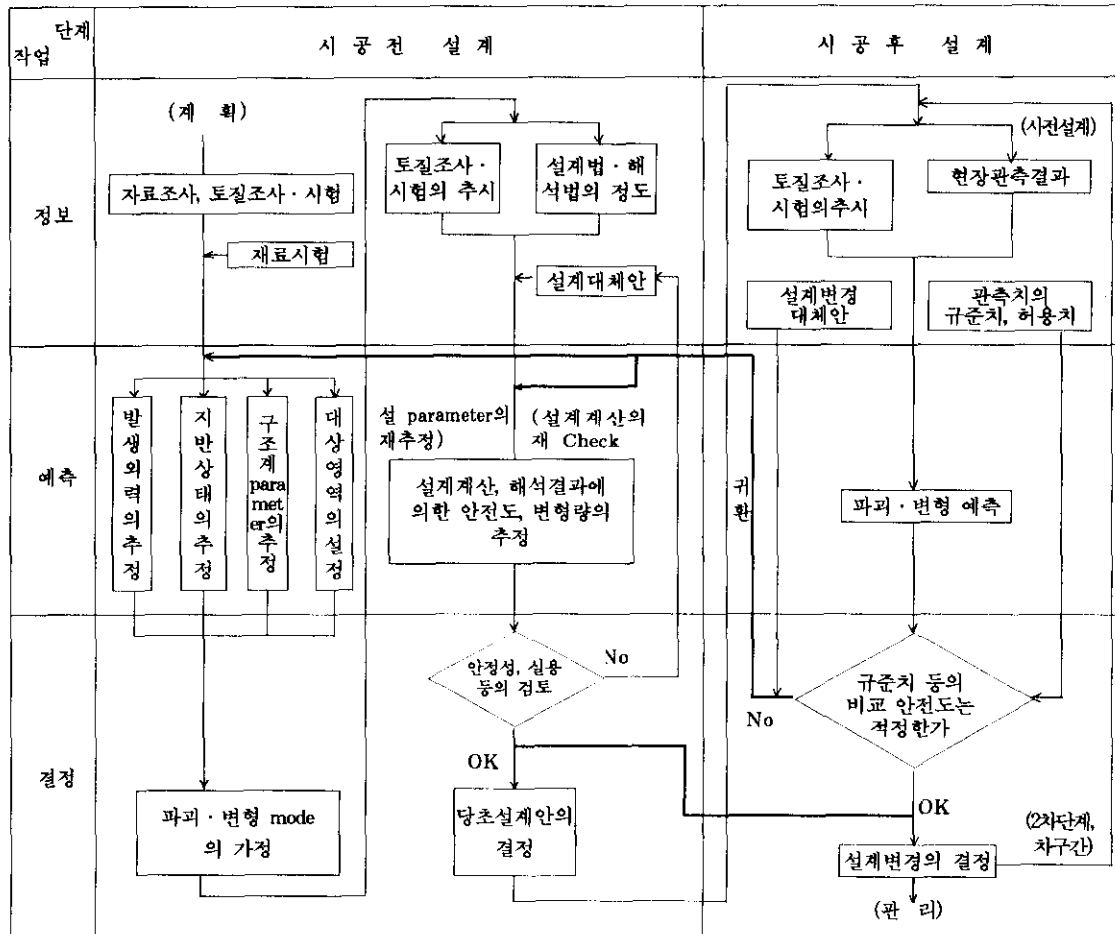 단계
작업
시 공 전 설 계
시 공 후 설 계
정보
(계 획)
자료조사, 토질조사·시험
재료시험
토질조사·
시험의 추시
설계법·해
석법의 정도
설계대체안
(사전설계)
토질조사·
시험의추시
현장관측결과
설계변경
대체안
관측치의
규준치, 허용치
예측
발생외력의추정
지반상태의추정
구조계
para
met
er의
추정
대상영역의설정
설 parameter의
재추정)
(설계계산의
재 Check
설계계산, 해석결과에
의한 안전도, 변형량의
추정
귀환
파괴·변형 예측
결정
안정성, 실용
등의 검토
No
규준치 등의
비교 안전도는
적정한가
No
OK
OK
파괴·변형 mode
의 가정
당초설계안의
결정
(2차단계,
차구간)
설계변경의 결정
(관 리)